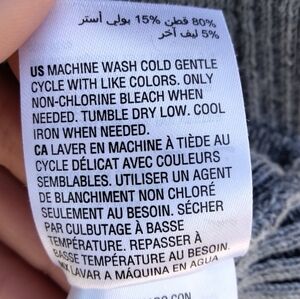 80% قطن 15% بولي أستر
5% ليف آخر
US MACHINE WASH COLD GENTLE
CYCLE WITH LIKE COLORS. ONLY
NON-CHLORINE BLEACH WHEN
NEEDED. TUMBLE DRY LOW. COOL
IRON WHEN NEEDED.
CA LAVER EN MACHINE À TIÈDE AU
CYCLE DÉLICAT AVEC COULEURS
SEMBLABLES. UTILISER UN AGENT
DE BLANCHIMENT NON CHLORÉ
SEULEMENT AU BESOIN. SÉCHER
PAR CULBUTAGE À BASSE
TEMPÉRATURE. REPASSER À
BASSE TEMPÉRATURE AU BESOIN.
MX LAVAR A MÁQUINA EN AGUA
CON